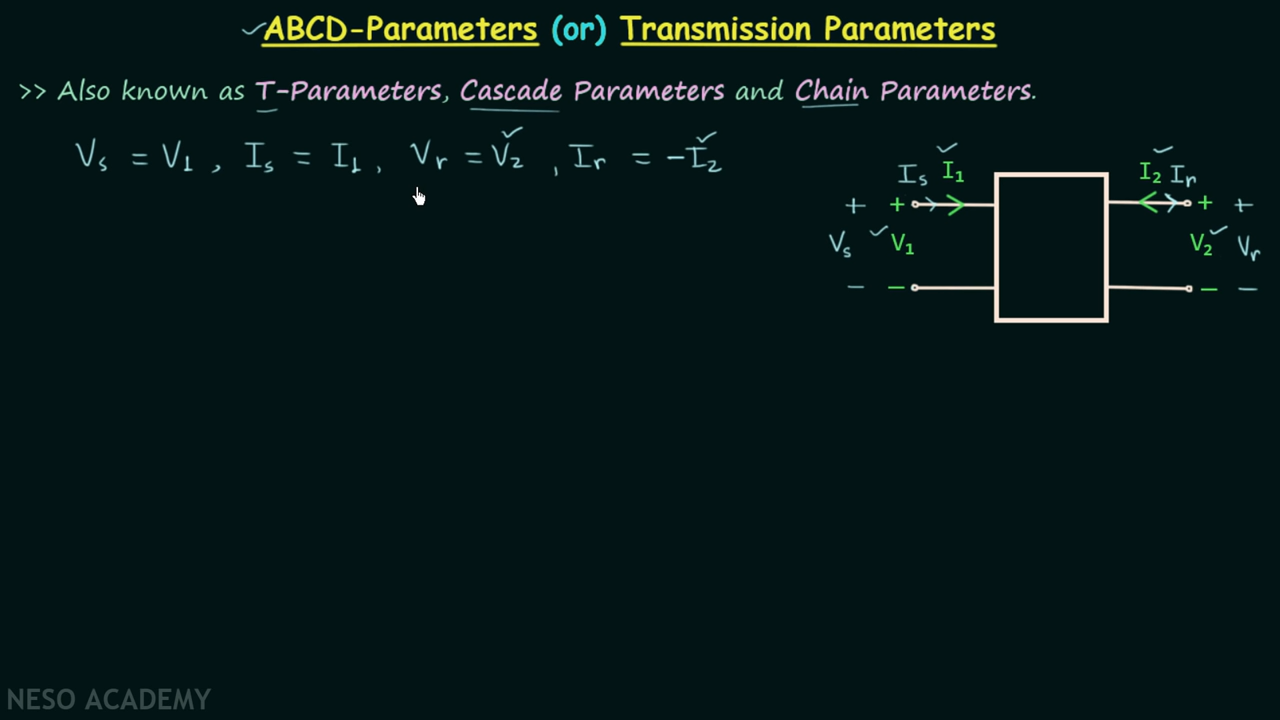 ABCD-Parameters (or) Transmission Parameters
>> Also known as T-Parameters, Cascade Parameters and Chain Parameters.
Vs = V1 , Is = I1 , Vr = V2 , Ir = -I2
Is I1 I2 Ir
+ + + +
Vs V1 V2 Vr
- - - -
NESO ACADEMY